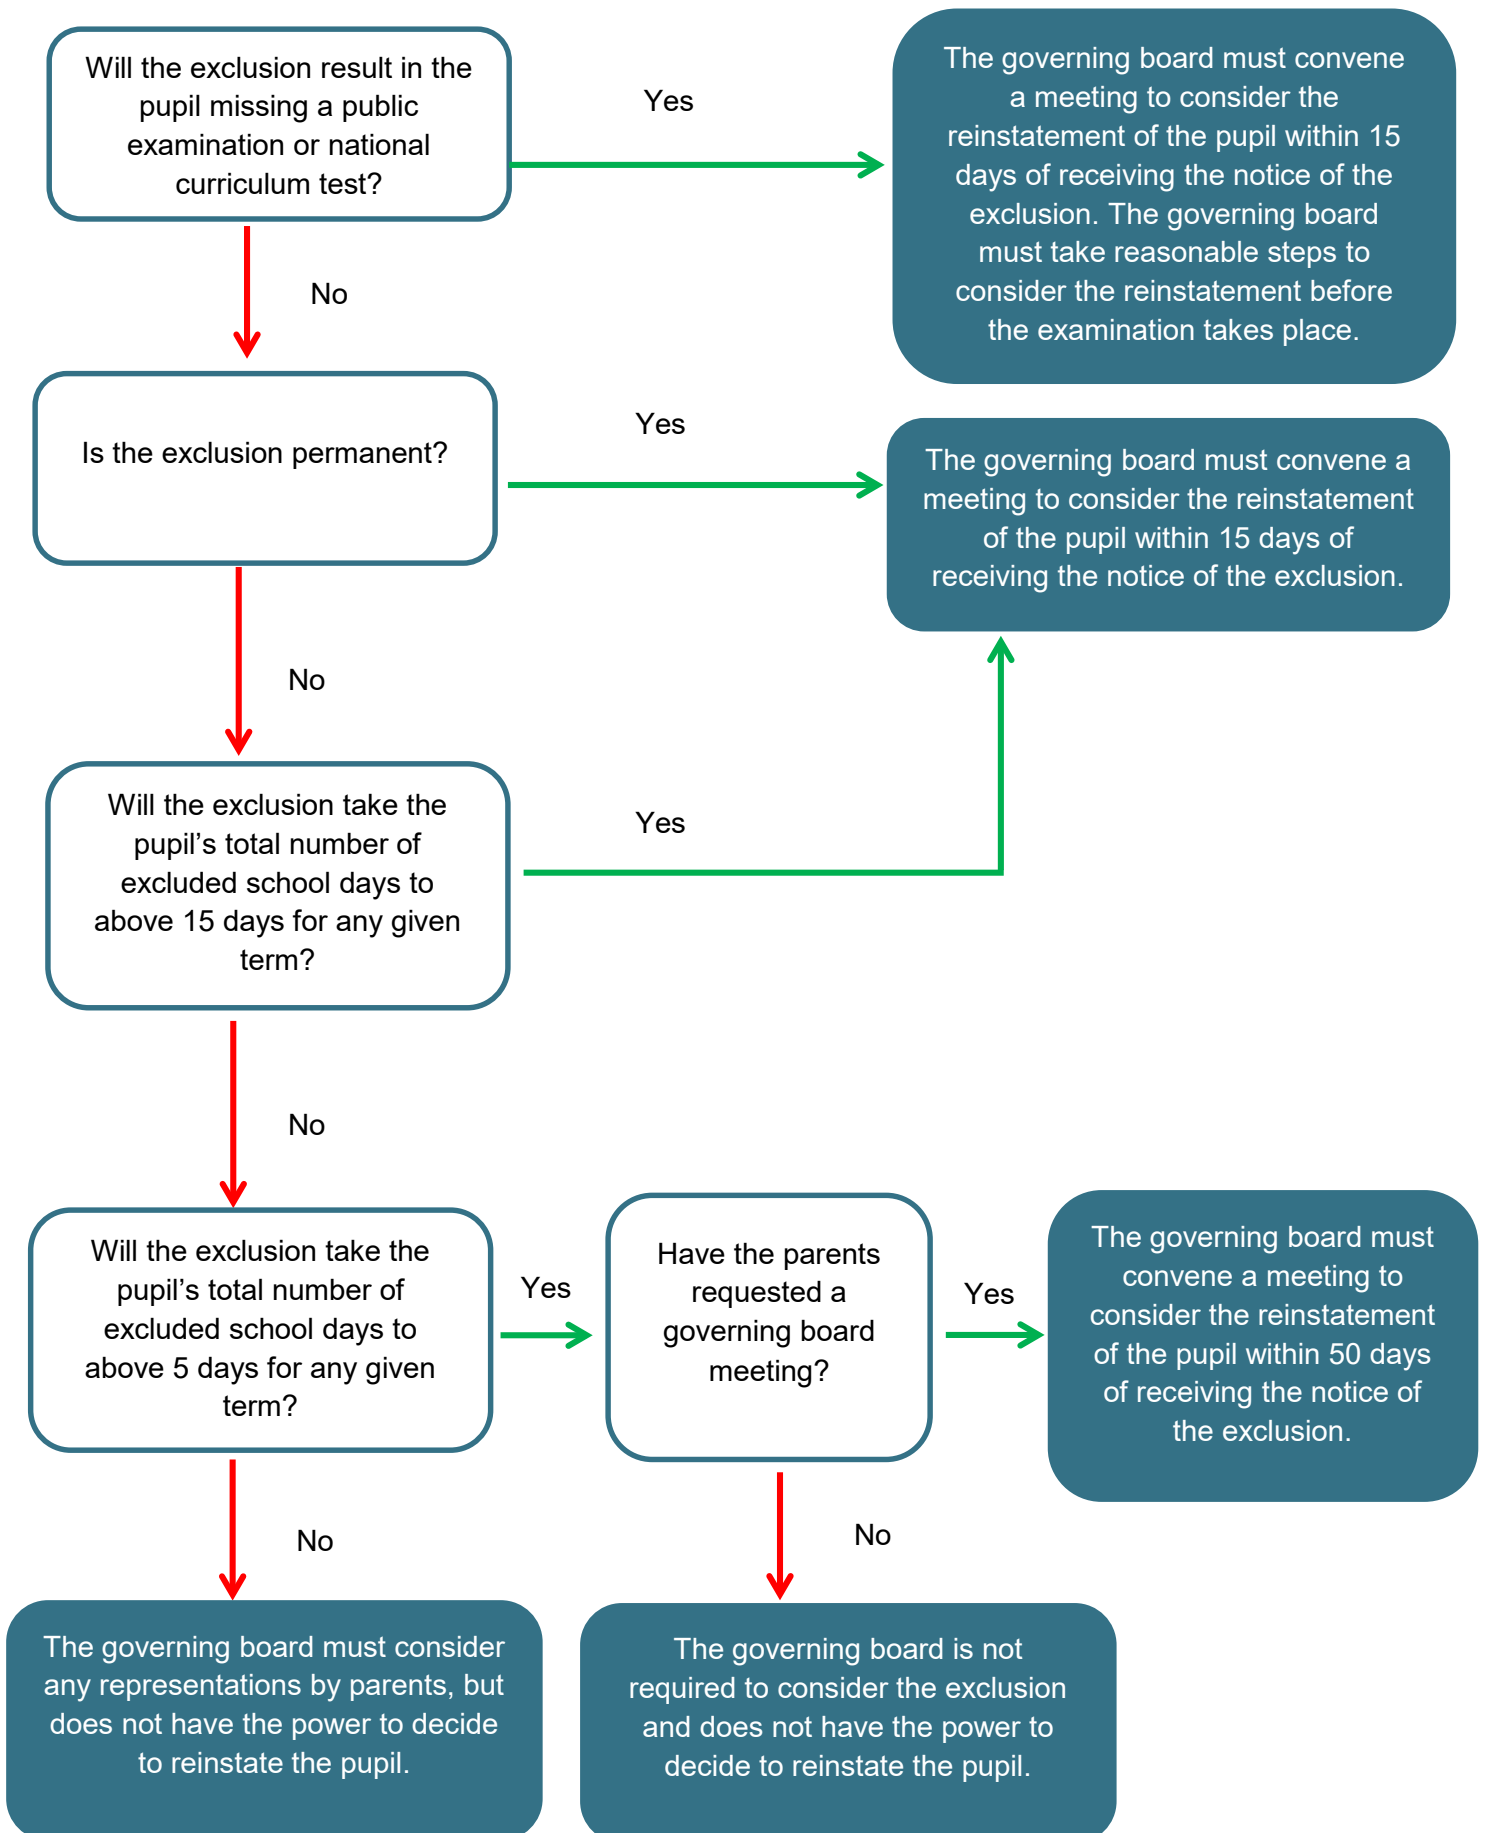 Will the exclusion result in the
pupil missing a public
examination or national
curriculum test?
Yes
The governing board must convene
a meeting to consider the
reinstatement of the pupil within 15
days of receiving the notice of the
exclusion. The governing board
must take reasonable steps to
consider the reinstatement before
the examination takes place.
No
Is the exclusion permanent?
Yes
The governing board must convene a
meeting to consider the reinstatement
of the pupil within 15 days of
receiving the notice of the exclusion.
No
Will the exclusion take the
pupil’s total number of
excluded school days to
above 15 days for any given
term?
Yes
No
Will the exclusion take the
pupil’s total number of
excluded school days to
above 5 days for any given
term?
Yes
Have the parents
requested a
governing board
meeting?
Yes
The governing board must
convene a meeting to
consider the reinstatement
of the pupil within 50 days
of receiving the notice of
the exclusion.
No
No
The governing board must consider
any representations by parents, but
does not have the power to decide
to reinstate the pupil.
The governing board is not
required to consider the exclusion
and does not have the power to
decide to reinstate the pupil.